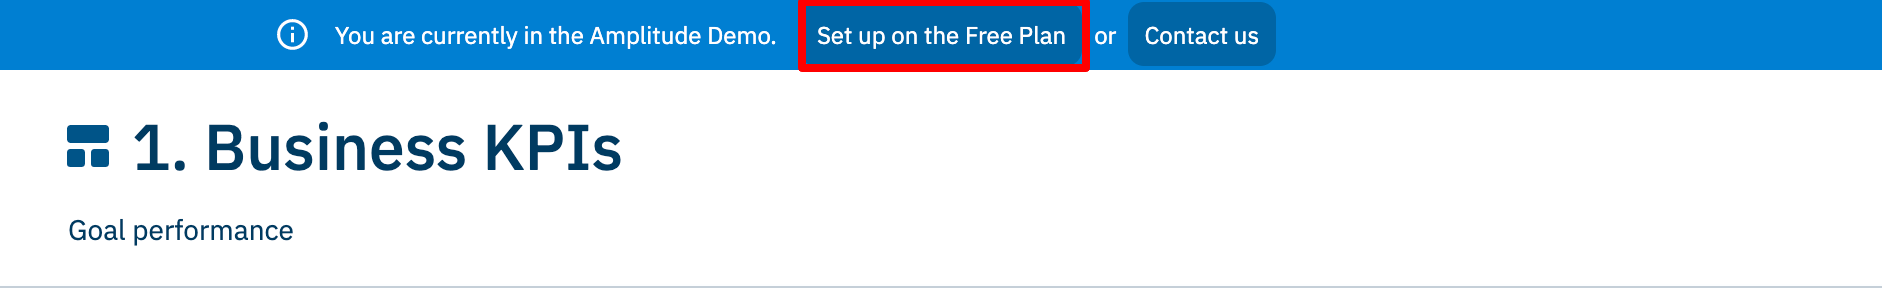 You are currently in the Amplitude Demo. Set up on the Free Plan or Contact us
1. Business KPIs
Goal performance